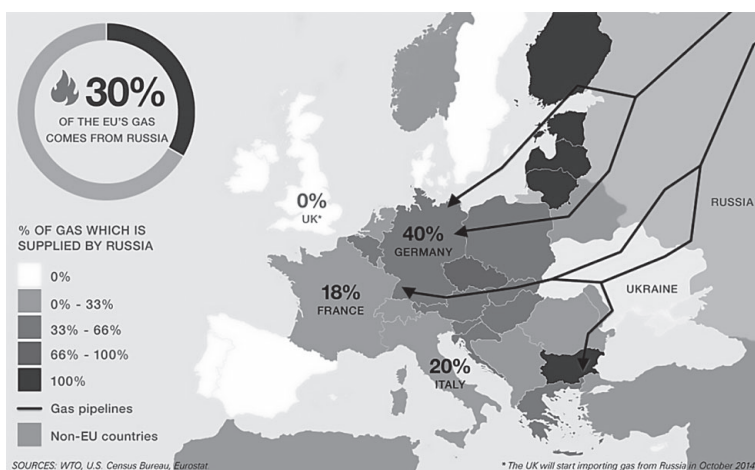 30%
OF THE EU'S GAS
COMES FROM RUSSIA
% OF GAS WHICH IS
SUPPLIED BY RUSSIA
0%
0% - 33%
33% - 66%
66% - 100%
100%
Gas pipelines
Non-EU countries
0%
UK*
40%
GERMANY
18%
FRANCE
20%
ITALY
RUSSIA
UKRAINE
SOURCES: WTO, U.S. Census Bureau, Eurostat.
* The UK will start importing gas from Russia in October 2014